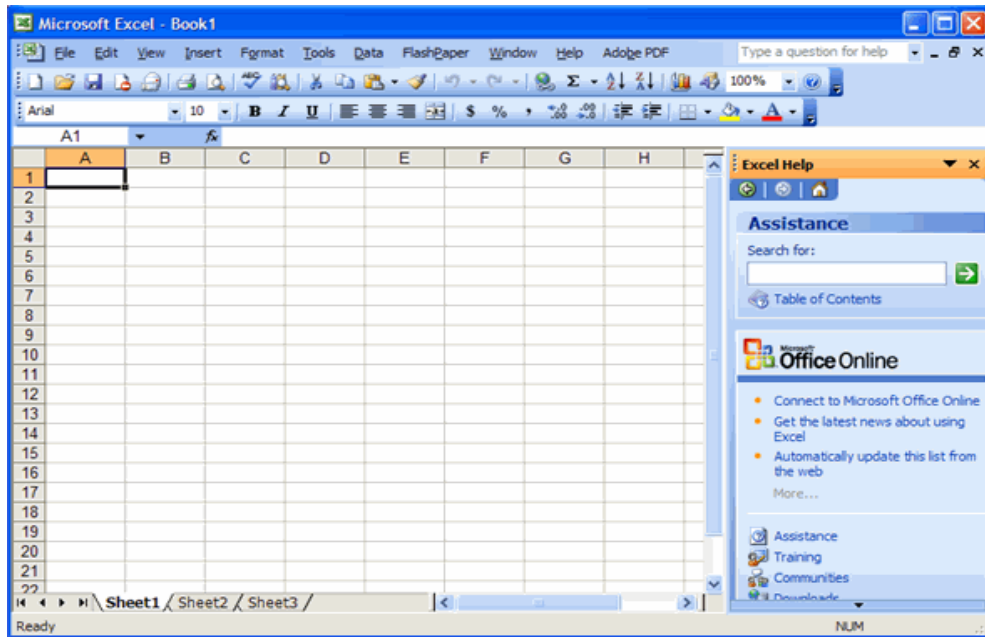 Microsoft Excel - Book1
File Edit View Insert Format Tools Data FlashPaper Window Help Adobe PDF Type a question for help
100%
Arial 10 B I U $ % ,
A1 fx
A B C D E F G H
1
2
3
4
5
6
7
8
9
10
11
12
13
14
15
16
17
18
19
20
21
22
Excel Help
Assistance
Search for:
Table of Contents
Microsoft
Office Online
Connect to Microsoft Office Online
Get the latest news about using
Excel
Automatically update this list from
the web
More...
Assistance
Training
Communities
Downloads
Sheet1 Sheet2 Sheet3
Ready NUM